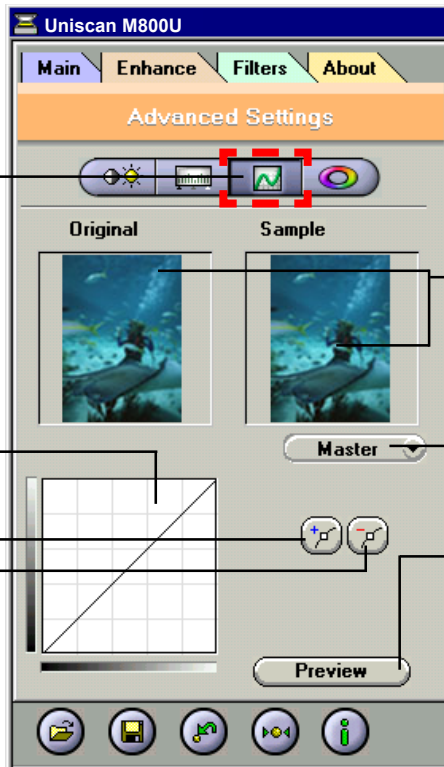 Uniscan M800U
Main Enhance Filters About
Advanced Settings
Original Sample
Master
Preview